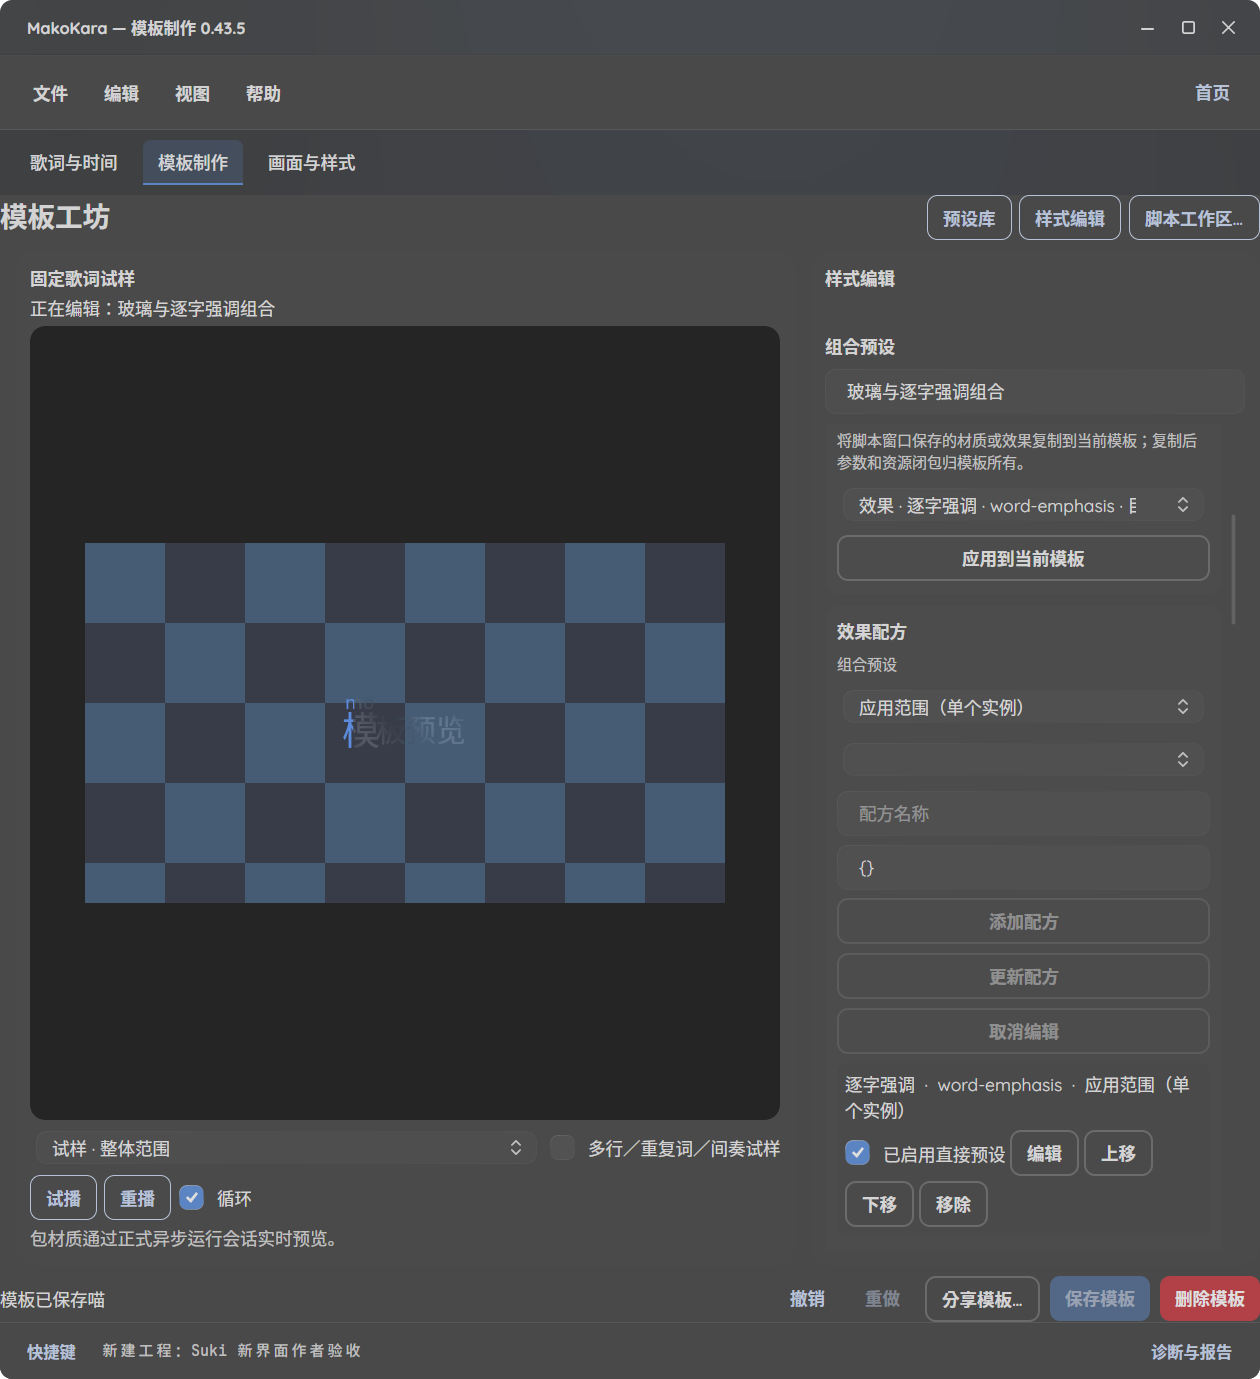 MakoKara — 模板制作 0.43.5
文件 编辑 视图 帮助 首页
歌词与时间 模板制作 画面与样式
模板工坊
预设库 样式编辑 脚本工作区...
固定歌词试样
正在编辑：玻璃与逐字强调组合
模板预览
试样 · 整体范围
多行／重复词／间奏试样
试播 重播 循环
包材质通过正式异步运行会话实时预览。
样式编辑
组合预设
玻璃与逐字强调组合
将脚本窗口保存的材质或效果复制到当前模板；复制后
参数和资源闭包归模板所有。
效果 · 逐字强调 · word-emphasis ·
应用到当前模板
效果配方
组合预设
应用范围（单个实例）
配方名称
{}
添加配方
更新配方
取消编辑
逐字强调 · word-emphasis · 应用范围（单
个实例）
已启用直接预设 编辑 上移
下移 移除
模板已保存喵
撤销 重做 分享模板... 保存模板 删除模板
快捷键 新建工程：Suki 新界面作者验收 诊断与报告